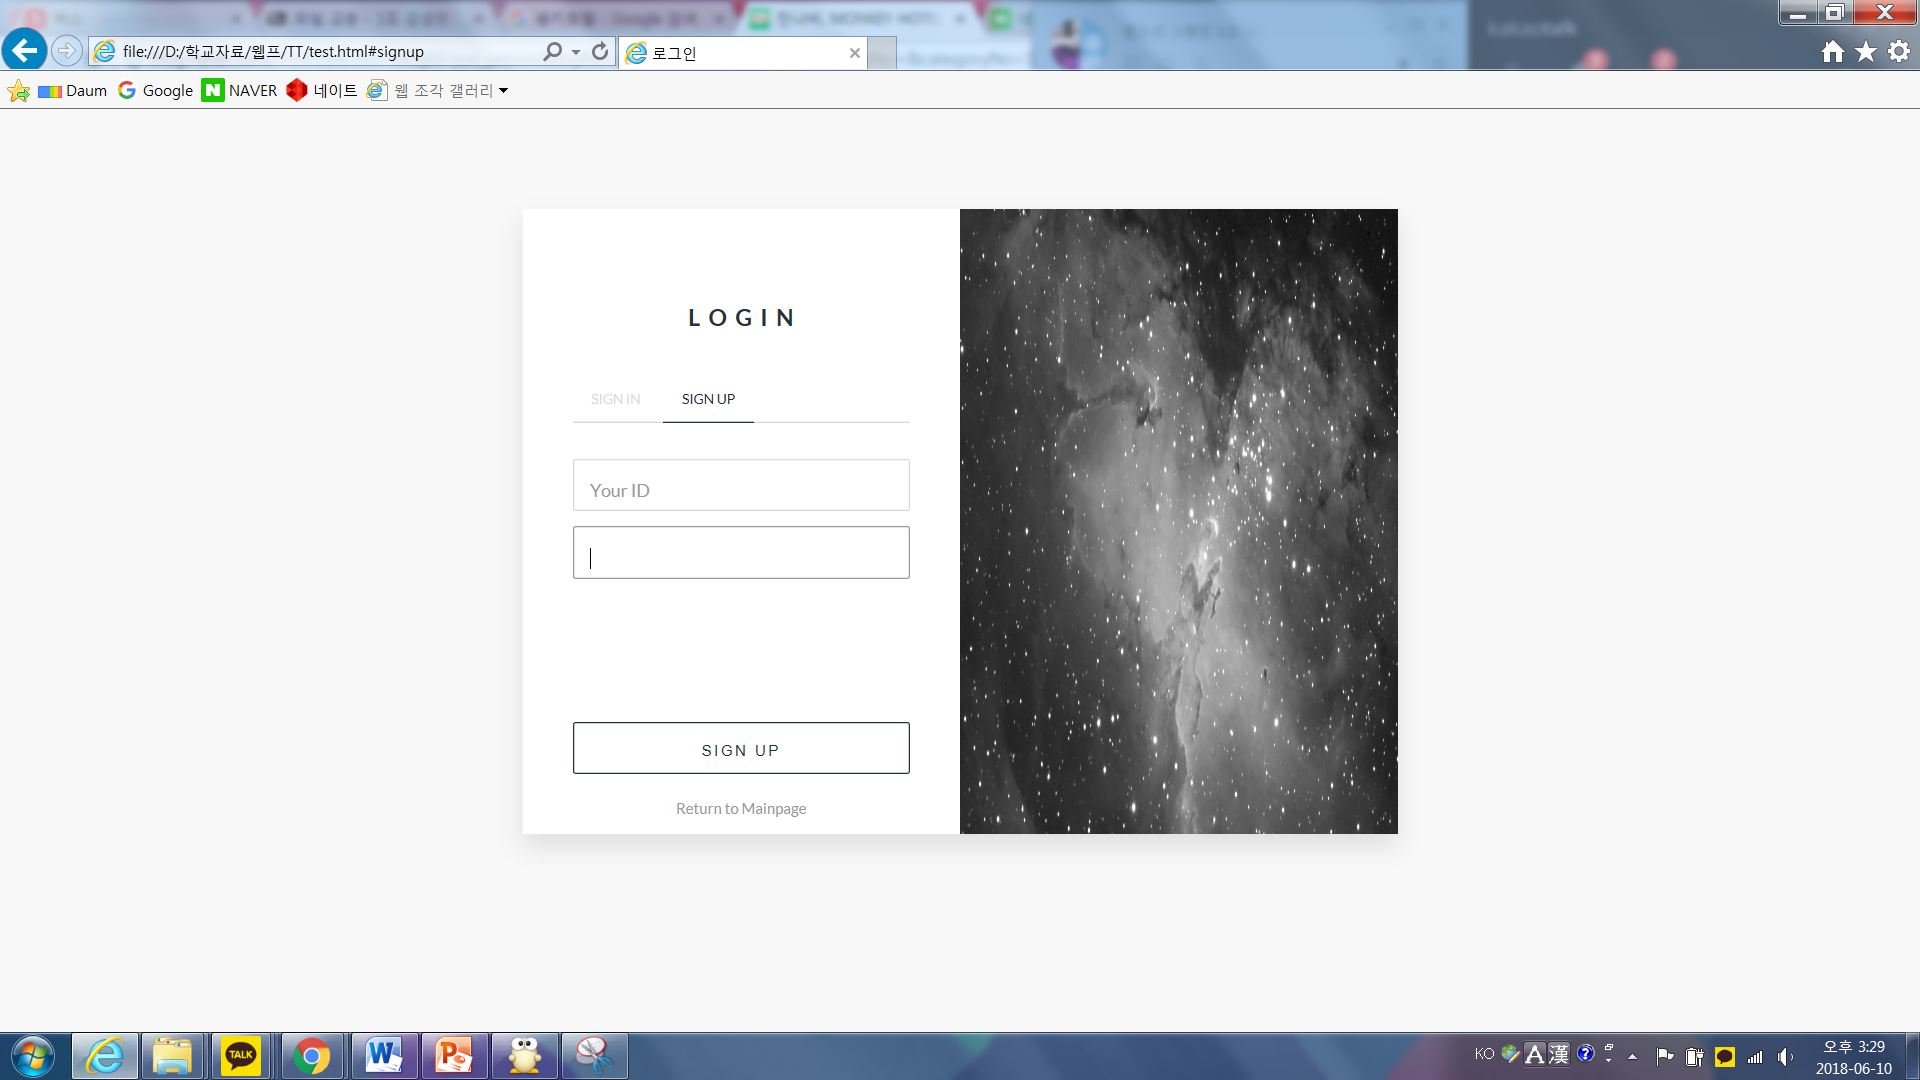 file:///D:/학교자료/웹프/TT/test.html#signup
로그인
Daum
Google
NAVER
네이트
웹 조각 갤러리
LOGIN
SIGN IN
SIGN UP
Your ID
SIGN UP
Return to Mainpage
TALK
KO
A
漢
오후 3:29
2018-06-10